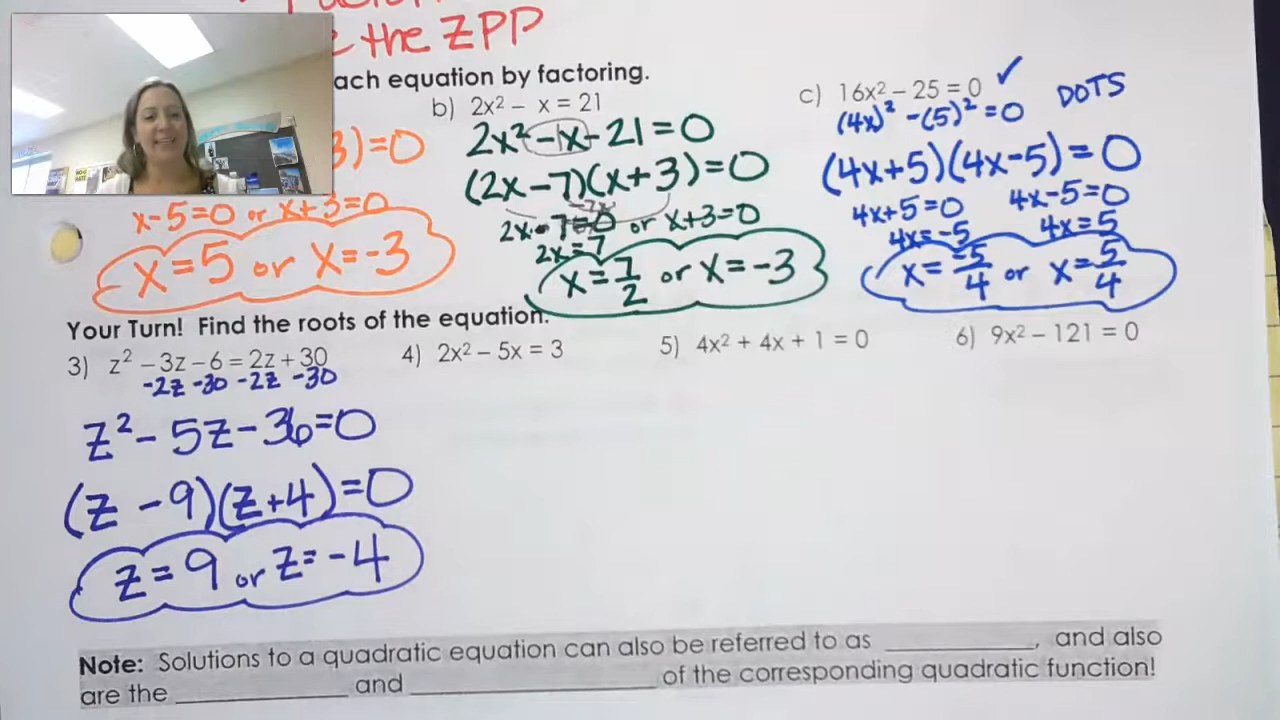 the ZPP
ach equation by factoring.
3) = 0
x-5=0 or x+3=0
x=5 or x=-3
b) 2x² - x = 21
2x² - 1x - 21 = 0
(2x - 7)(x + 3) = 0
2x - 7 = 0 or x+3=0
2x = 7
x = 7/2 or x = -3
c) 16x² - 25 = 0 ✓
DOTS
(4x)² - (5)² = 0
(4x+5)(4x-5) = 0
4x+5=0 4x-5=0
4x=-5 4x=5
x = -5/4 or x = 5/4
Your Turn! Find the roots of the equation.
3) z² - 3z - 6 = 2z + 30
-2z -30 -2z -30
z² - 5z - 36 = 0
(z - 9)(z + 4) = 0
z = 9 or z = -4
4) 2x² - 5x = 3
5) 4x² + 4x + 1 = 0
6) 9x² - 121 = 0
Note: Solutions to a quadratic equation can also be referred to as __________, and also
are the ______________ and ____________________ of the corresponding quadratic function!